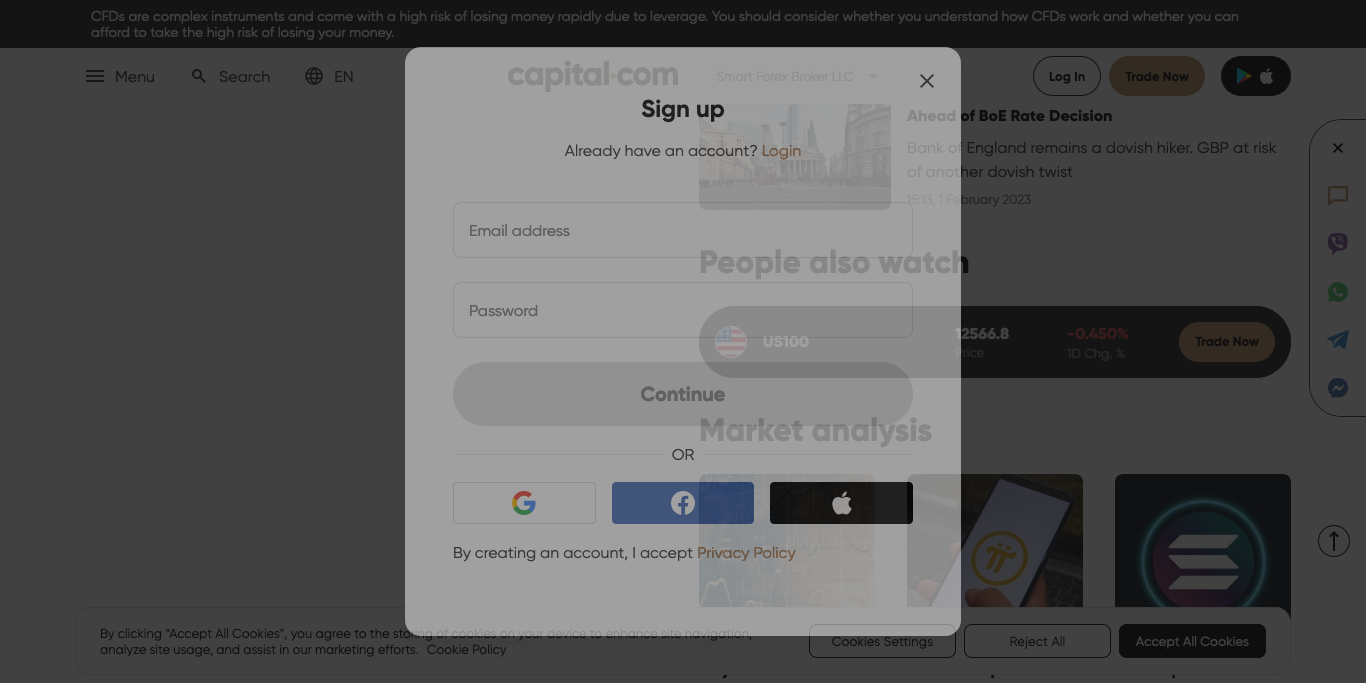 CFDs are complex instruments and come with a high risk of losing money rapidly due to leverage. You should consider whether you understand how CFDs work and whether you can
afford to take the high risk of losing your money.
Menu
Search
EN
capital.com
Smart Forex Broker LLC
Log In
Trade Now
Sign up
Already have an account? Login
Email address
Password
Continue
OR
By creating an account, I accept Privacy Policy
Ahead of BoE Rate Decision
Bank of England remains a dovish hiker. GBP at risk
of another dovish twist
15:13, 1 February 2023
People also watch
US100
12566.8
Price
-0.450%
1D Chg, %
Trade Now
Market analysis
By clicking “Accept All Cookies”, you agree to the storing of cookies on your device to enhance site navigation,
analyze site usage, and assist in our marketing efforts. Cookie Policy
Cookies Settings
Reject All
Accept All Cookies